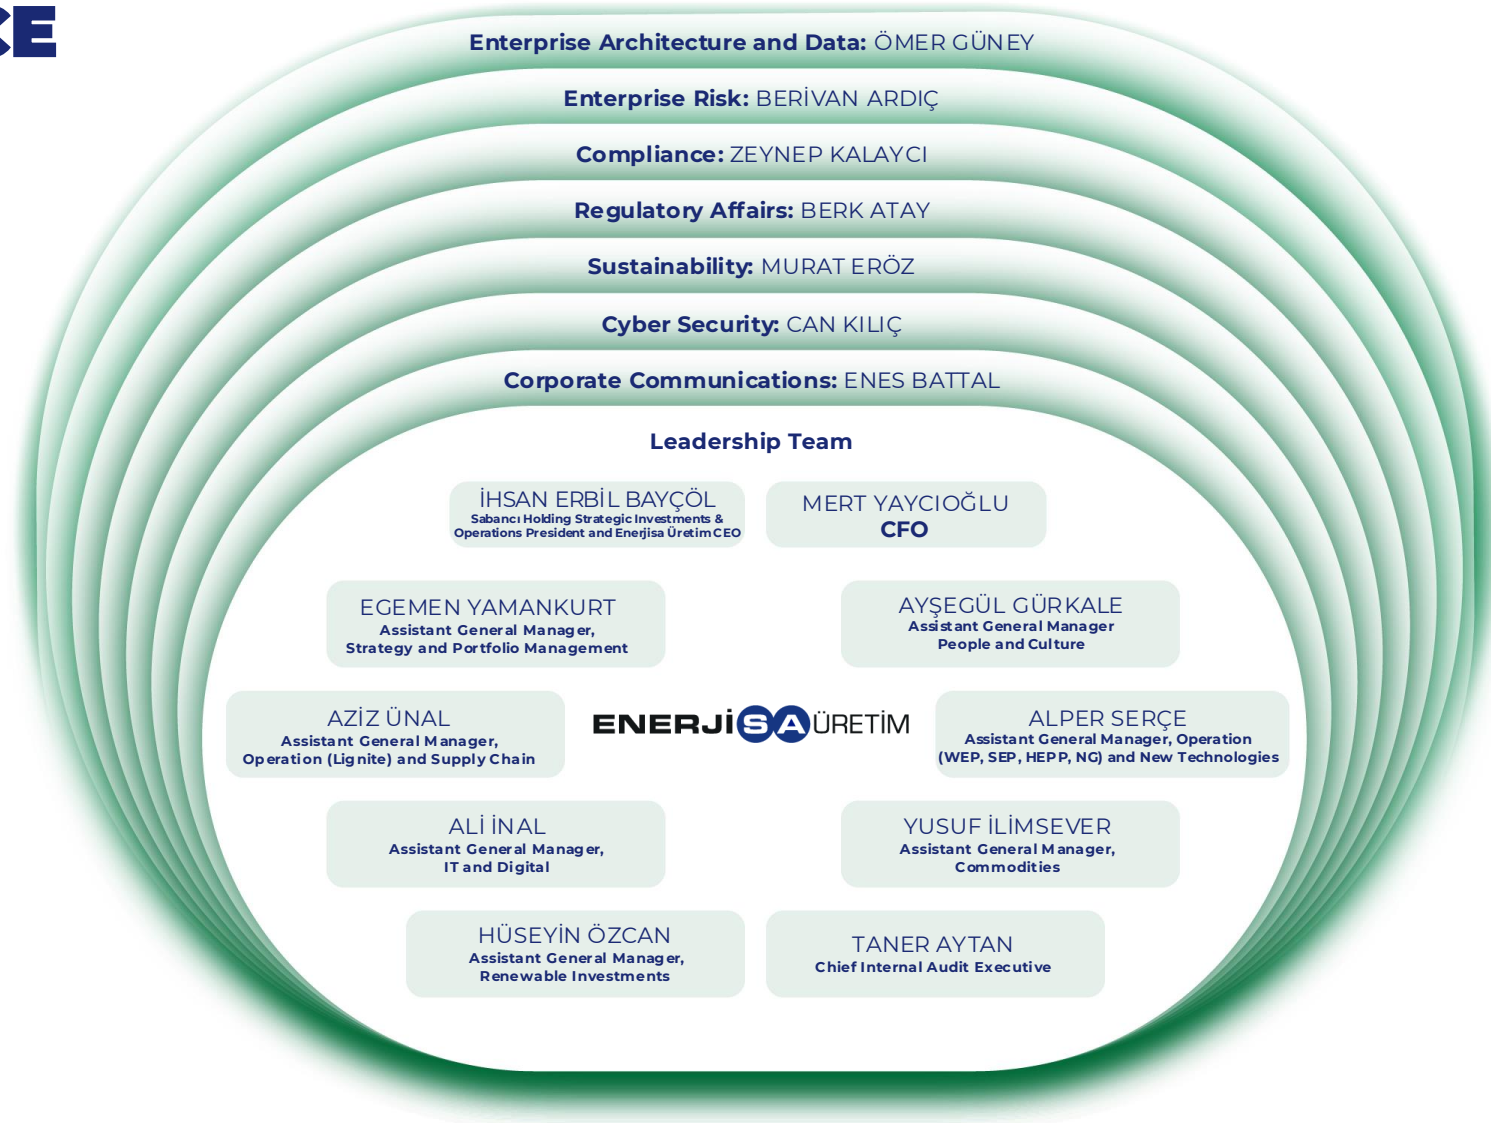 CE
Enterprise Architecture and Data: ÖMER GÜNEY
Enterprise Risk: BERİVAN ARDIÇ
Compliance: ZEYNEP KALAYCI
Regulatory Affairs: BERK ATAY
Sustainability: MURAT ERÖZ
Cyber Security: CAN KILIÇ
Corporate Communications: ENES BATTAL
Leadership Team
İHSAN ERBİL BAYÇÖL
Sabancı Holding Strategic Investments &
Operations President and Enerjisa Üretim CEO
MERT YAYCIOĞLU
CFO
EGEMEN YAMANKURT
Assistant General Manager,
Strategy and Portfolio Management
AYŞEGÜL GÜRKALE
Assistant General Manager
People and Culture
AZİZ ÜNAL
Assistant General Manager,
Operation (Lignite) and Supply Chain
ENERJİSA ÜRETİM
ALPER SERÇE
Assistant General Manager, Operation
(WEP, SEP, HEPP, NG) and New Technologies
ALİ İNAL
Assistant General Manager,
IT and Digital
YUSUF İLİMSEVER
Assistant General Manager,
Commodities
HÜSEYİN ÖZCAN
Assistant General Manager,
Renewable Investments
TANER AYTAN
Chief Internal Audit Executive